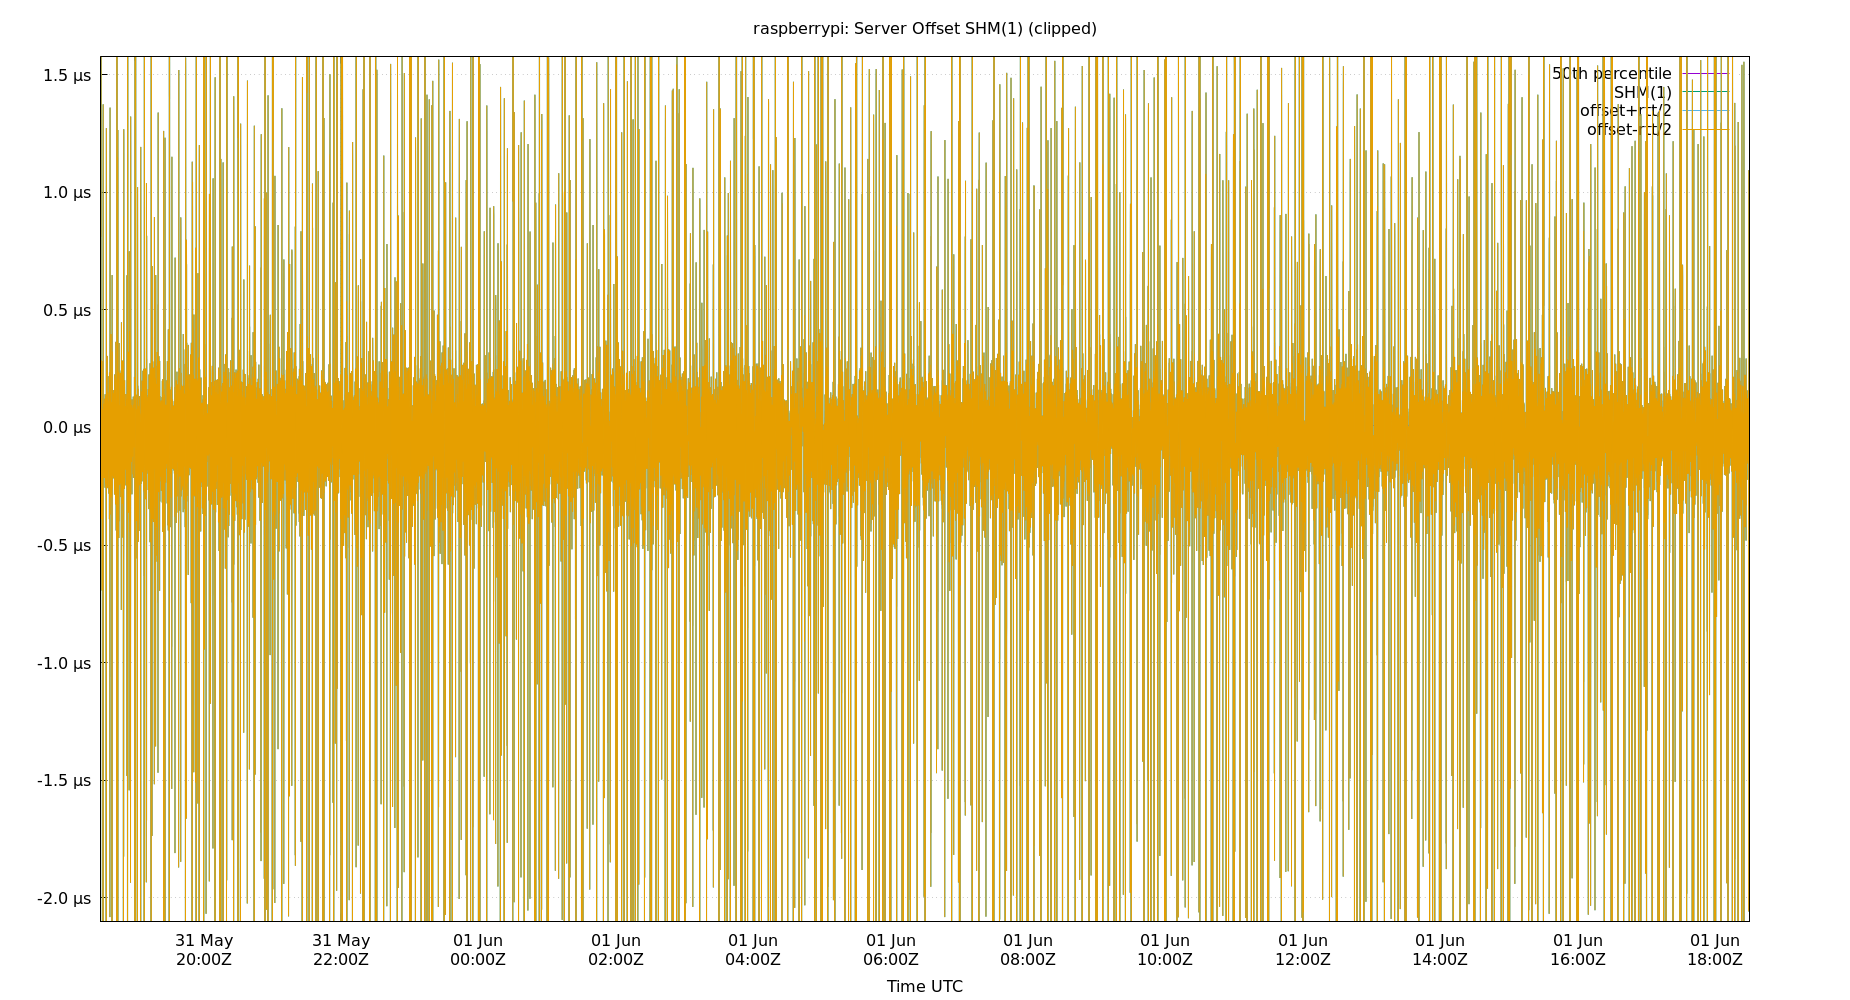 raspberrypi: Server Offset SHM(1) (clipped)
1.5 µs
1.0 µs
0.5 µs
0.0 µs
-0.5 µs
-1.0 µs
-1.5 µs
-2.0 µs
50th percentile
SHM(1)
offset+rtt/2
offset-rtt/2
31 May 31 May 01 Jun 01 Jun 01 Jun 01 Jun 01 Jun 01 Jun 01 Jun 01 Jun 01 Jun 01 Jun
20:00Z 22:00Z 00:00Z 02:00Z 04:00Z 06:00Z 08:00Z 10:00Z 12:00Z 14:00Z 16:00Z 18:00Z
Time UTC